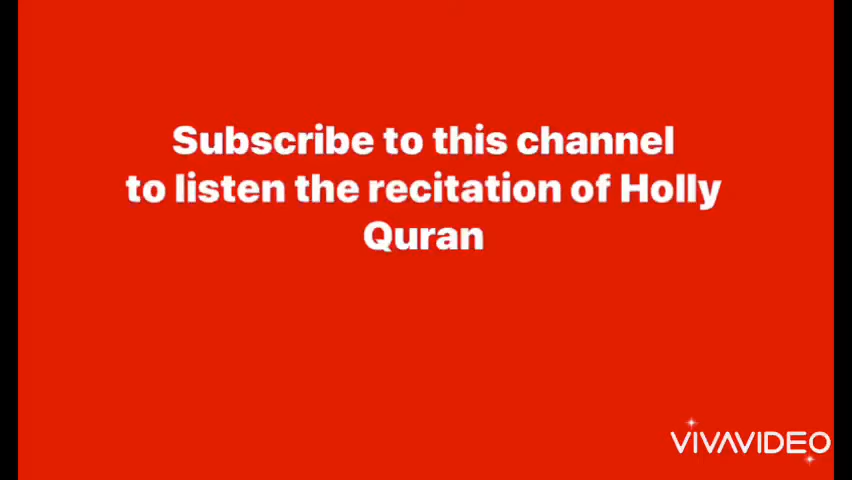 Subscribe to this channel
to listen the recitation of Holly
Quran
VIVAVIDEO